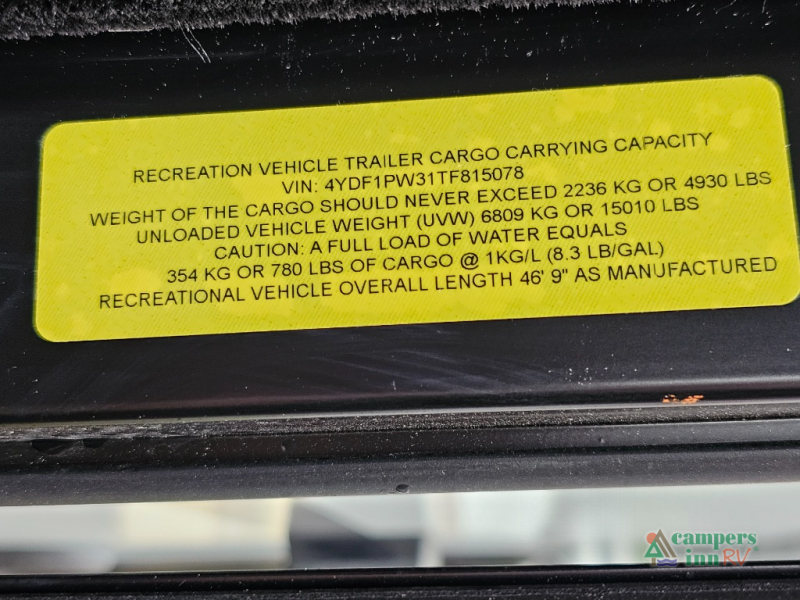 RECREATION VEHICLE TRAILER CARGO CARRYING CAPACITY
VIN: 4YDF1PW31TF815078
WEIGHT OF THE CARGO SHOULD NEVER EXCEED 2236 KG OR 4930 LBS
UNLOADED VEHICLE WEIGHT (UVW) 6809 KG OR 15010 LBS
CAUTION: A FULL LOAD OF WATER EQUALS
354 KG OR 780 LBS OF CARGO @ 1KG/L (8.3 LB/GAL)
RECREATIONAL VEHICLE OVERALL LENGTH 46' 9" AS MANUFACTURED
campers
inn RV